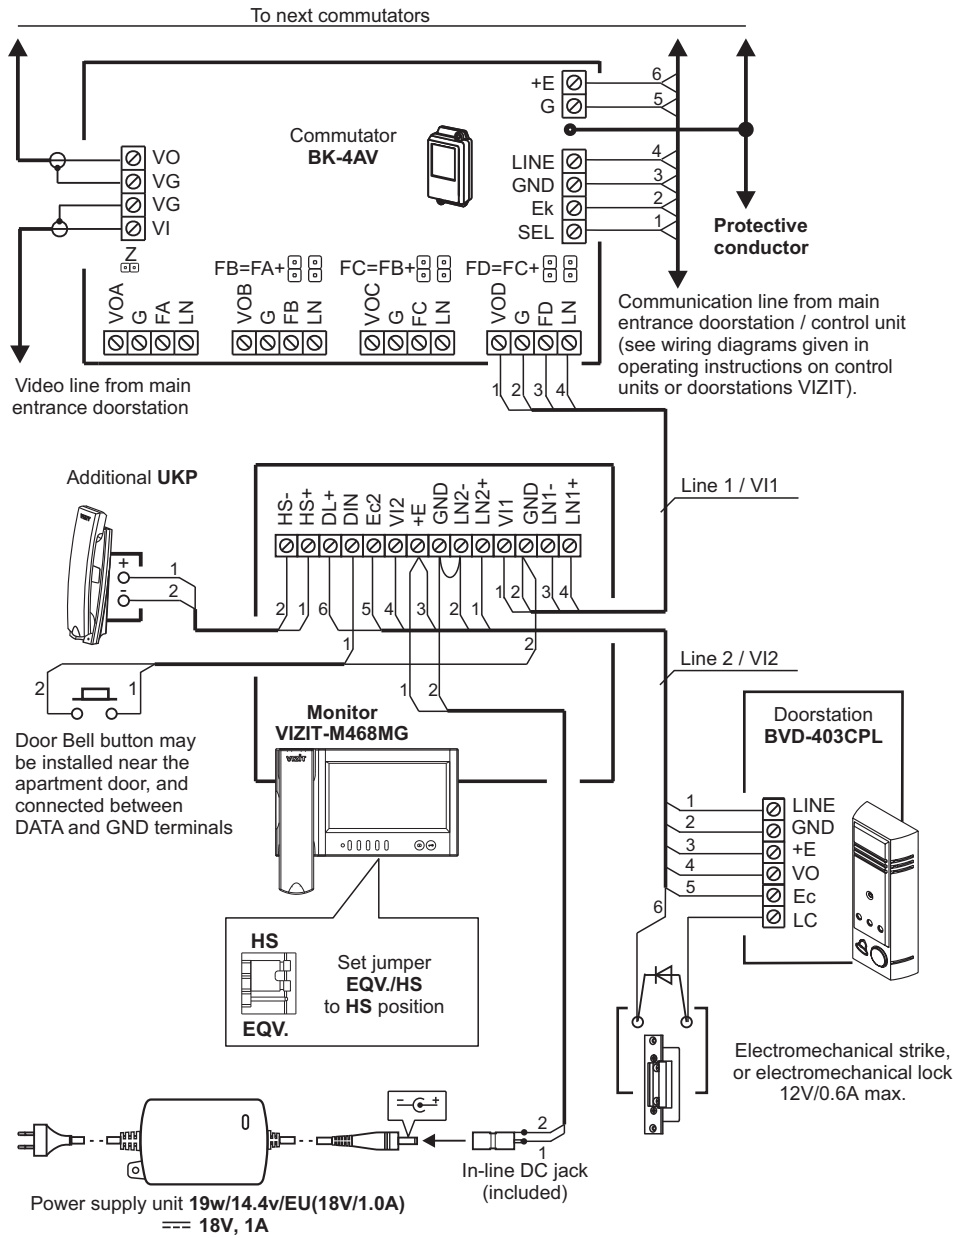 To next commutators
+E
G
6
5
Commutator
BK-4AV
VO
VG
VG
VI
Z
LINE
GND
Ek
SEL
4
3
2
1
Protective
conductor
FB=FA+
FC=FB+
FD=FC+
VOA
G
FA
LN
VOB
G
FB
LN
VOC
G
FC
LN
VOD
G
FD
LN
Communication line from main
entrance doorstation / control unit
(see wiring diagrams given in
operating instructions on control
units or doorstations VIZIT).
Video line from main
entrance doorstation
1 2 3 4
Additional UKP
HS-
HS+
DL+
DIN
Ec2
VI2
+E
GND
LN2-
LN2+
VI1
GND
LN1-
LN1+
Line 1 / VI1
+
-
1
2
2 1 6 5 4 3 2 1 1 2 3 4
1
2
1 2
2 1
Line 2 / VI2
Door Bell button may
be installed near the
apartment door, and
connected between
DATA and GND terminals
Monitor
VIZIT-M468MG
VIZIT
Doorstation
BVD-403CPL
1
2
3
4
5
6
LINE
GND
+E
VO
Ec
LC
HS
EQV.
Set jumper
EQV./HS
to HS position
Electromechanical strike,
or electromechanical lock
12V/0.6A max.
- +
2
1
In-line DC jack
(included)
Power supply unit 19w/14.4v/EU(18V/1.0A)
18V, 1A